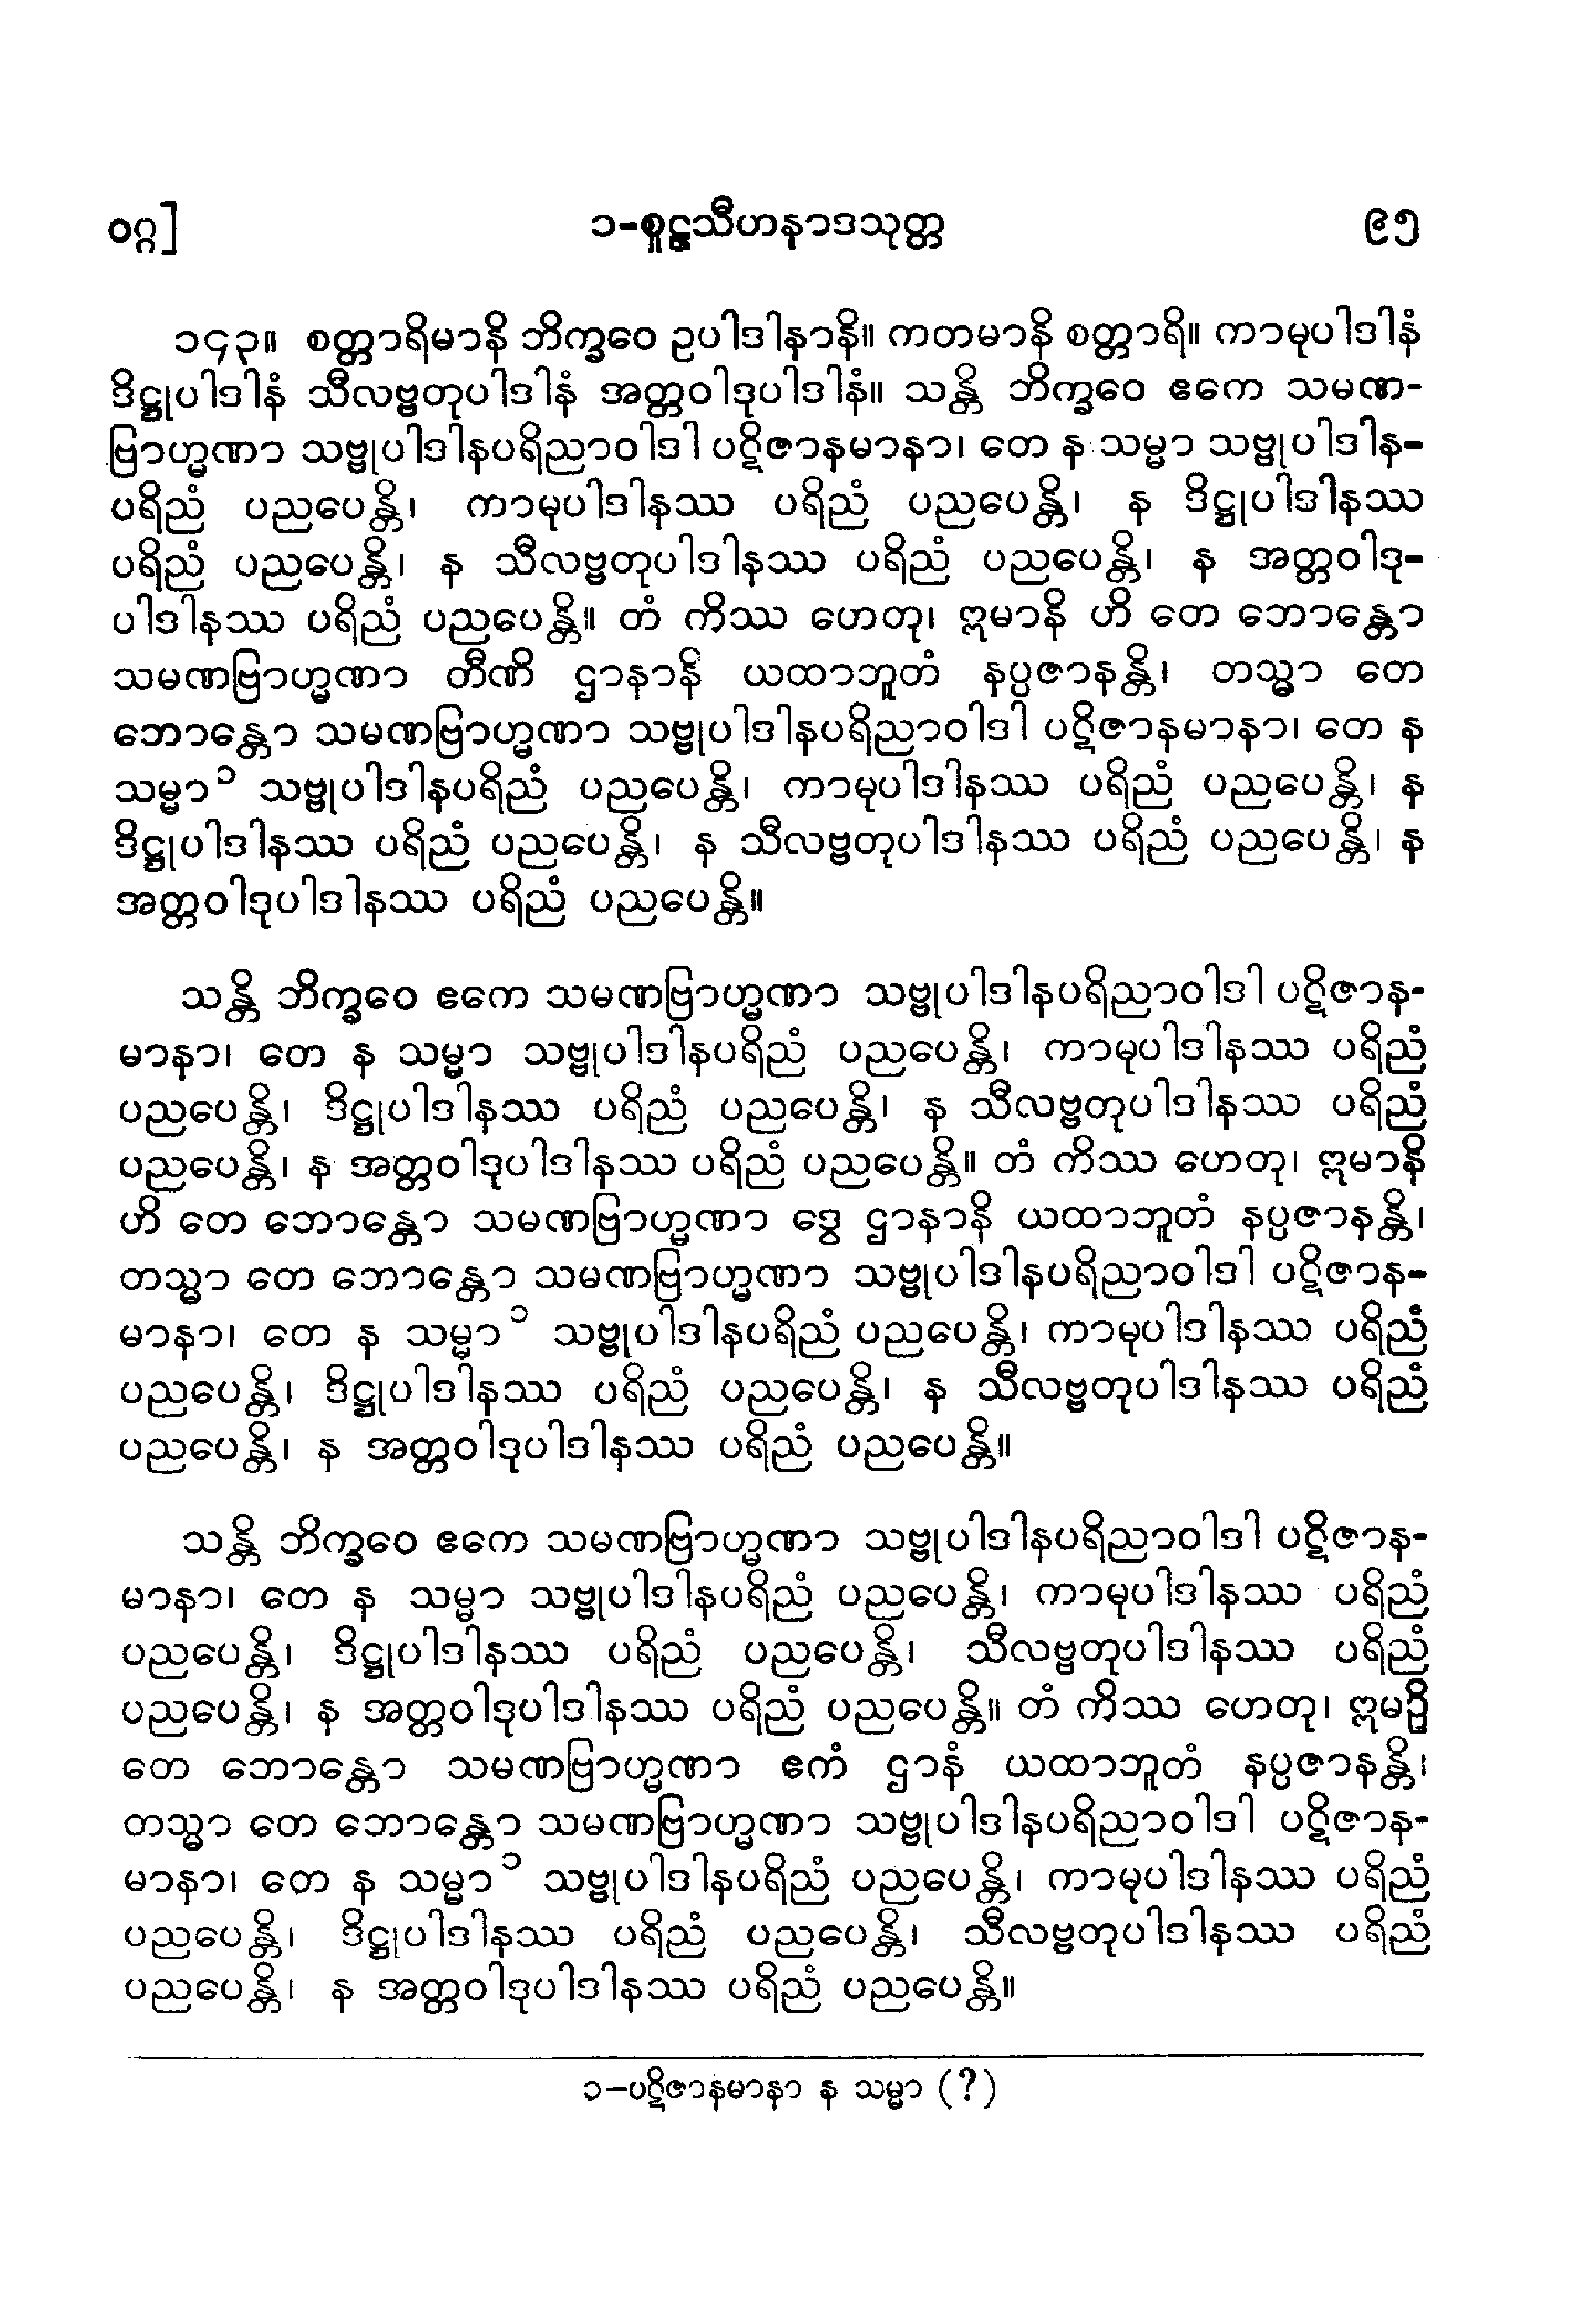 ၀ဂ္ဂ] ၁-စူဠသီဟနာဒသုတ္တ ၉၅
၁၄၃။ စတ္တာရိမာနိ ဘိက္ခဝေ ဥပါဒါနာနိ။ ကတမာနိ စတ္တာရိ။ ကာမုပါဒါနံ
ဒိဋ္ဌုပါဒါနံ သီလဗ္ဗတုပါဒါနံ အတ္တဝါဒုပါဒါနံ။ သန္တိ ဘိက္ခဝေ ဧကေ သမဏ-
ဗြာဟ္မဏာ သဗ္ဗုပါဒါနပရိညာဝါဒါ ပဋိဇာနမာနာ၊ တေ န သမ္မာ သဗ္ဗုပါဒါန-
ပရိညံ ပညပေန္တိ၊ ကာမုပါဒါနဿ ပရိညံ ပညပေန္တိ၊ န ဒိဋ္ဌုပါဒါနဿ
ပရိညံ ပညပေန္တိ၊ န သီလဗ္ဗတုပါဒါနဿ ပရိညံ ပညပေန္တိ၊ န အတ္တဝါဒု-
ပါဒါနဿ ပရိညံ ပညပေန္တိ။ တံ ကိဿ ဟေတု၊ ဣမာနိ ဟိ တေ ဘောန္တော
သမဏဗြာဟ္မဏာ တီဏိ ဌာနာနိ ယထာဘူတံ နပ္ပဇာနန္တိ၊ တသ္မာ တေ
ဘောန္တော သမဏဗြာဟ္မဏာ သဗ္ဗုပါဒါနပရိညာဝါဒါ ပဋိဇာနမာနာ၊ တေ န
သမ္မာ ၁ သဗ္ဗုပါဒါနပရိညံ ပညပေန္တိ၊ ကာမုပါဒါနဿ ပရိညံ ပညပေန္တိ၊ န
ဒိဋ္ဌုပါဒါနဿ ပရိညံ ပညပေန္တိ၊ န သီလဗ္ဗတုပါဒါနဿ ပရိညံ ပညပေန္တိ၊ န
အတ္တဝါဒုပါဒါနဿ ပရိညံ ပညပေန္တိ။
သန္တိ ဘိက္ခဝေ ဧကေ သမဏဗြာဟ္မဏာ သဗ္ဗုပါဒါနပရိညာဝါဒါ ပဋိဇာန-
မာနာ၊ တေ န သမ္မာ သဗ္ဗုပါဒါနပရိညံ ပညပေန္တိ၊ ကာမုပါဒါနဿ ပရိညံ
ပညပေန္တိ၊ ဒိဋ္ဌုပါဒါနဿ ပရိညံ ပညပေန္တိ၊ န သီလဗ္ဗတုပါဒါနဿ ပရိညံ
ပညပေန္တိ၊ န အတ္တဝါဒုပါဒါနဿ ပရိညံ ပညပေန္တိ။ တံ ကိဿ ဟေတု၊ ဣမာနိ
ဟိ တေ ဘောန္တော သမဏဗြာဟ္မဏာ ဒွေ ဌာနာနိ ယထာဘူတံ နပ္ပဇာနန္တိ၊
တသ္မာ တေ ဘောန္တော သမဏဗြာဟ္မဏာ သဗ္ဗုပါဒါနပရိညာဝါဒါ ပဋိဇာန-
မာနာ၊ တေ န သမ္မာ ၁ သဗ္ဗုပါဒါနပရိညံ ပညပေန္တိ၊ ကာမုပါဒါနဿ ပရိညံ
ပညပေန္တိ၊ ဒိဋ္ဌုပါဒါနဿ ပရိညံ ပညပေန္တိ၊ န သီလဗ္ဗတုပါဒါနဿ ပရိညံ
ပညပေန္တိ၊ န အတ္တဝါဒုပါဒါနဿ ပရိညံ ပညပေန္တိ။
သန္တိ ဘိက္ခဝေ ဧကေ သမဏဗြာဟ္မဏာ သဗ္ဗုပါဒါနပရိညာဝါဒါ ပဋိဇာန-
မာနာ၊ တေ န သမ္မာ သဗ္ဗုပါဒါနပရိညံ ပညပေန္တိ၊ ကာမုပါဒါနဿ ပရိညံ
ပညပေန္တိ၊ ဒိဋ္ဌုပါဒါနဿ ပရိညံ ပညပေန္တိ၊ သီလဗ္ဗတုပါဒါနဿ ပရိညံ
ပညပေန္တိ၊ န အတ္တဝါဒုပါဒါနဿ ပရိညံ ပညပေန္တိ။ တံ ကိဿ ဟေတု၊ ဣမဉှိ
တေ ဘောန္တော သမဏဗြာဟ္မဏာ ဧကံ ဌာနံ ယထာဘူတံ နပ္ပဇာနန္တိ၊
တသ္မာ တေ ဘောန္တော သမဏဗြာဟ္မဏာ သဗ္ဗုပါဒါနပရိညာဝါဒါ ပဋိဇာန-
မာနာ၊ တေ န သမ္မာ ၁ သဗ္ဗုပါဒါနပရိညံ ပညပေန္တိ၊ ကာမုပါဒါနဿ ပရိညံ
ပညပေန္တိ၊ ဒိဋ္ဌုပါဒါနဿ ပရိညံ ပညပေန္တိ၊ သီလဗ္ဗတုပါဒါနဿ ပရိညံ
ပညပေန္တိ၊ န အတ္တဝါဒုပါဒါနဿ ပရိညံ ပညပေန္တိ။
၁-ပဋိဇာနမာနာ န သမ္မာ (?)